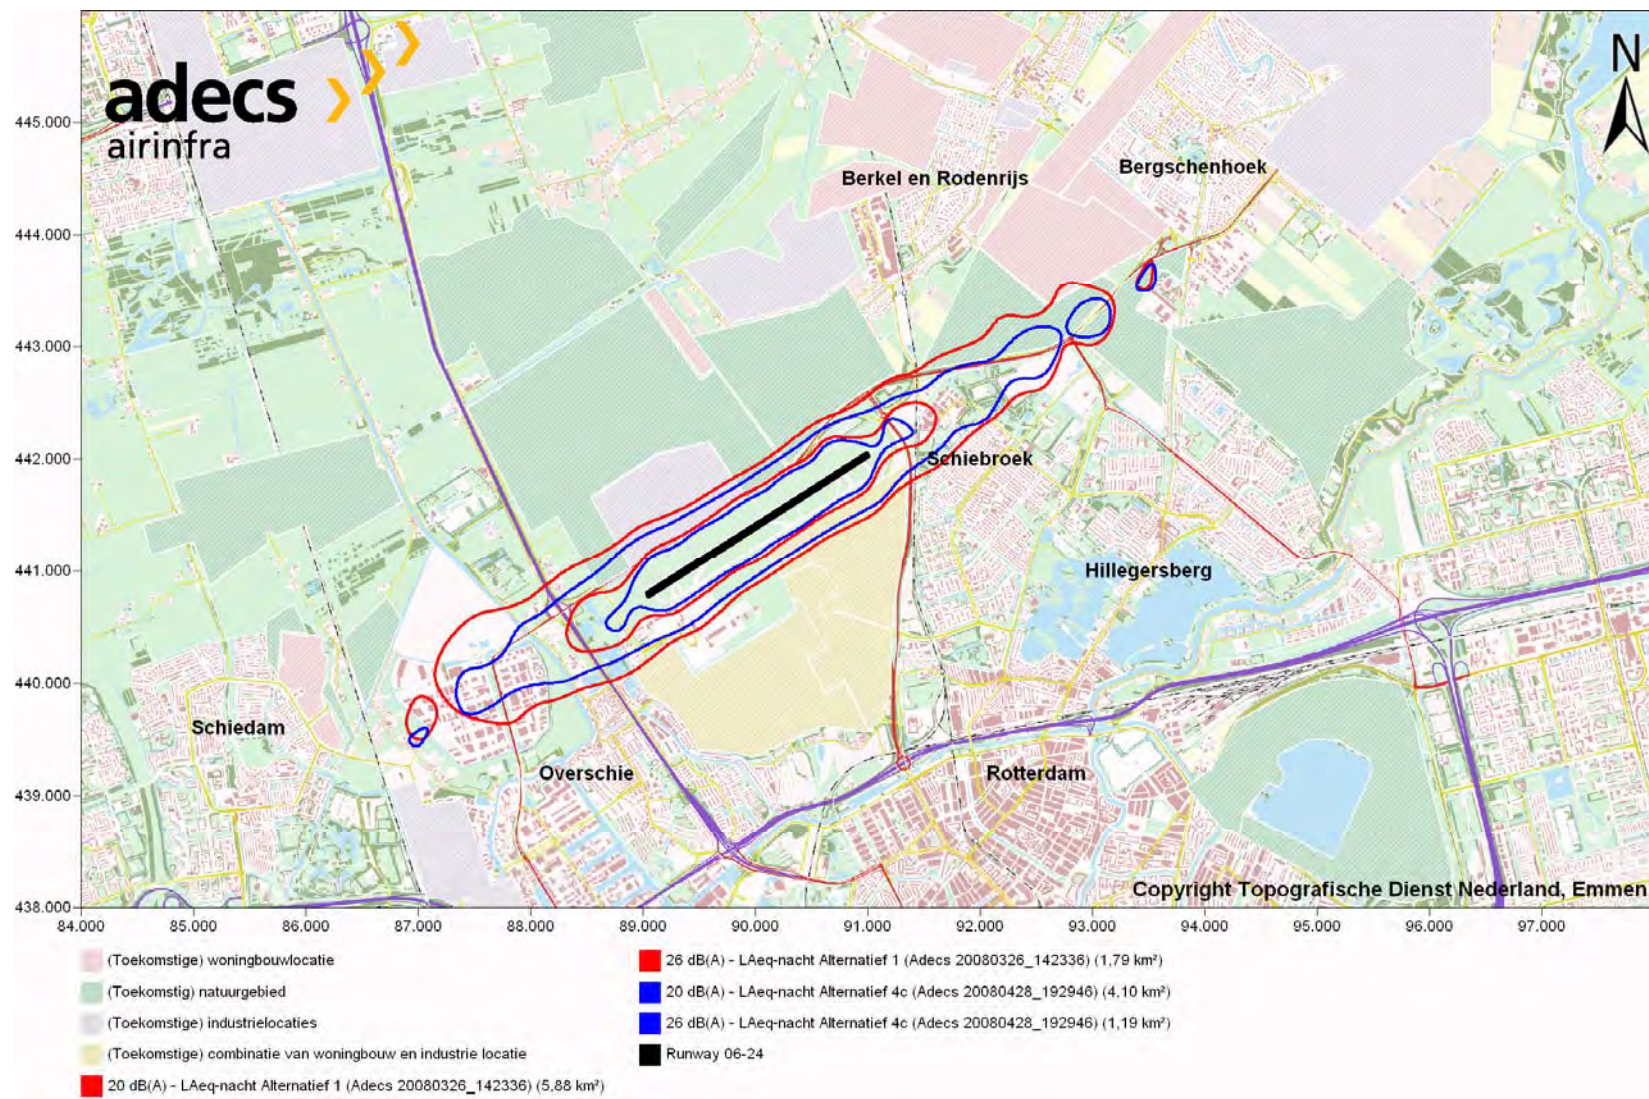 adecs
airinfra
N
445.000
444.000
443.000
442.000
441.000
440.000
439.000
438.000
Bergschenhoek
Berkel en Rodenrijs
Schiebroek
Hillegersberg
Schiedam
Overschie
Rotterdam
Copyright Topografische Dienst Nederland, Emmen
84.000 85.000 86.000 87.000 88.000 89.000 90.000 91.000 92.000 93.000 94.000 95.000 96.000 97.000
(Toekomstige) woningbouwlocatie
(Toekomstig) natuurgebied
(Toekomstige) industrielocaties
(Toekomstige) combinatie van woningbouw en industrie locatie
20 dB(A) - LAeq-nacht Alternatief 1 (Adecs 20080326_142336) (5,88 km²)
26 dB(A) - LAeq-nacht Alternatief 1 (Adecs 20080326_142336) (1,79 km²)
20 dB(A) - LAeq-nacht Alternatief 4c (Adecs 20080428_192946) (4,10 km²)
26 dB(A) - LAeq-nacht Alternatief 4c (Adecs 20080428_192946) (1,19 km²)
Runway 06-24